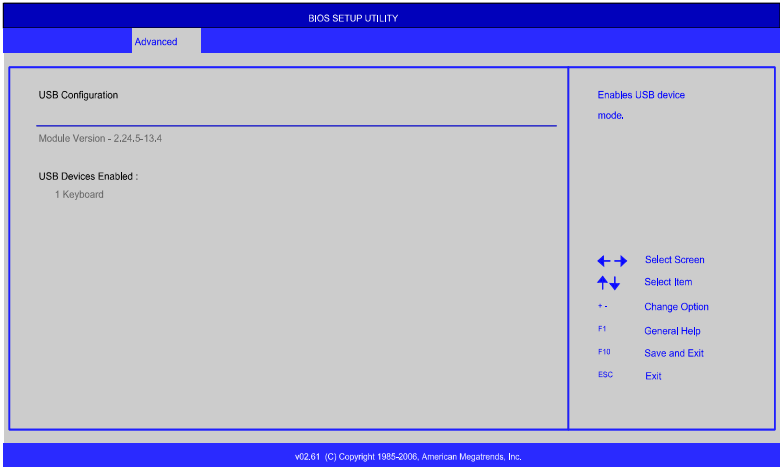 BIOS SETUP UTILITY
Advanced
USB Configuration
Module Version - 2.24.5-13.4
USB Devices Enabled :
1 Keyboard
Enables USB device
mode.
Select Screen
Select Item
+ - Change Option
F1 General Help
F10 Save and Exit
ESC Exit
v02.61 (C) Copyright 1985-2006, American Megatrends, Inc.